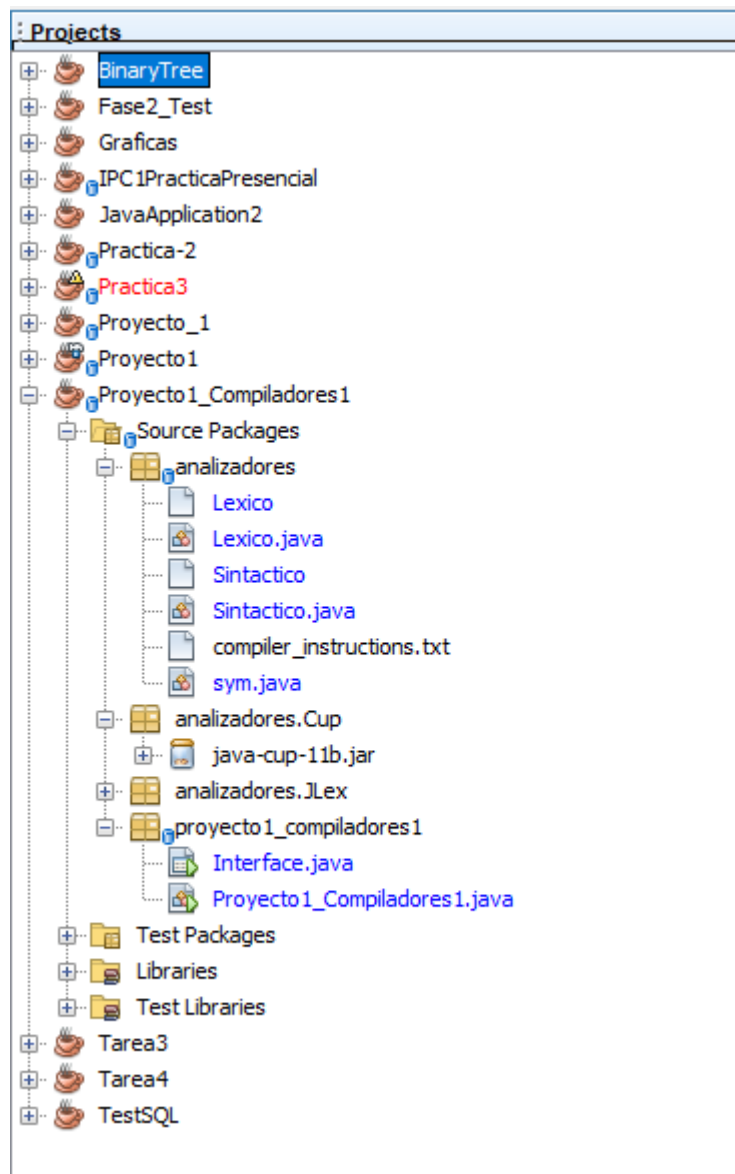 Projects
BinaryTree
Fase2_Test
Graficas
IPC1PracticaPresencial
JavaApplication2
Practica-2
Practica3
Proyecto_1
Proyecto1
Proyecto1_Compiladores1
Source Packages
analizadores
Lexico
Lexico.java
Sintactico
Sintactico.java
compiler_instructions.txt
sym.java
analizadores.Cup
java-cup-11b.jar
analizadores.JLex
proyecto1_compiladores1
Interface.java
Proyecto1_Compiladores1.java
Test Packages
Libraries
Test Libraries
Tarea3
Tarea4
TestSQL